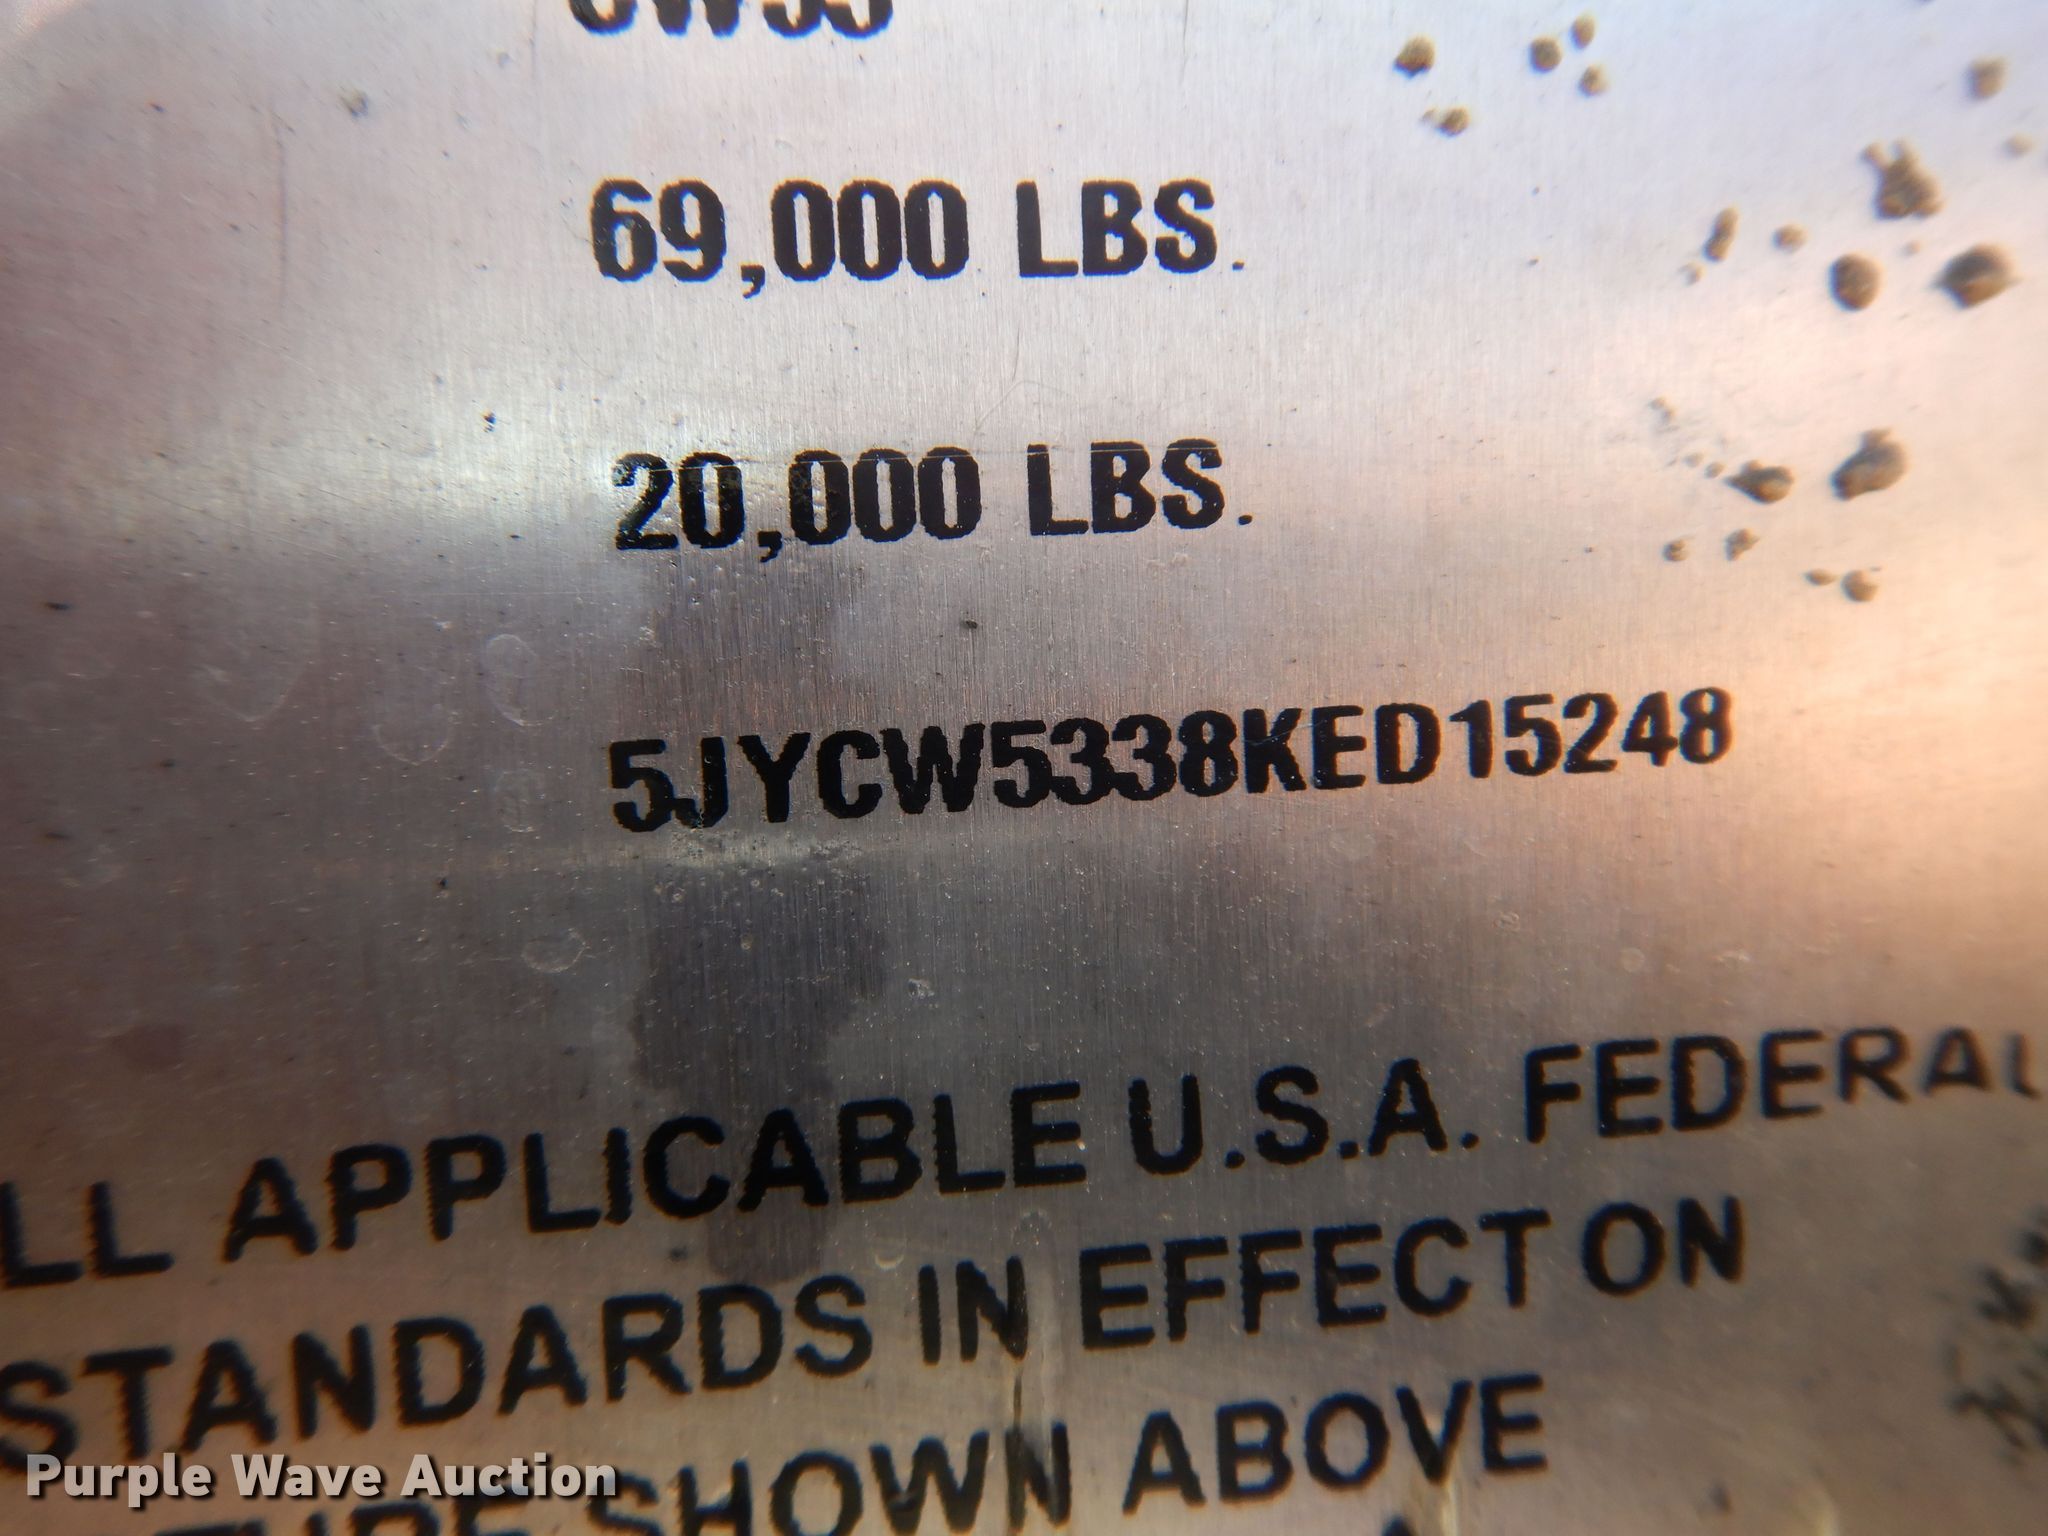 CW53
69,000 LBS.
20,000 LBS.
5JYCW5338KED15248
LL APPLICABLE U.S.A. FEDERAL
STANDARDS IN EFFECT ON
SHOWN ABOVE
Purple Wave Auction